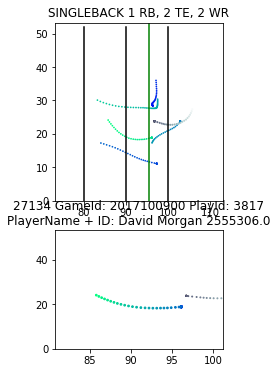 SINGLEBACK 1 RB, 2 TE, 2 WR
50
40
30
20
10
0
80 90 100 110
27134 GameId: 2017100900 PlayId: 3817
PlayerName + ID: David Morgan 2555306.0
40
20
0
85 90 95 100